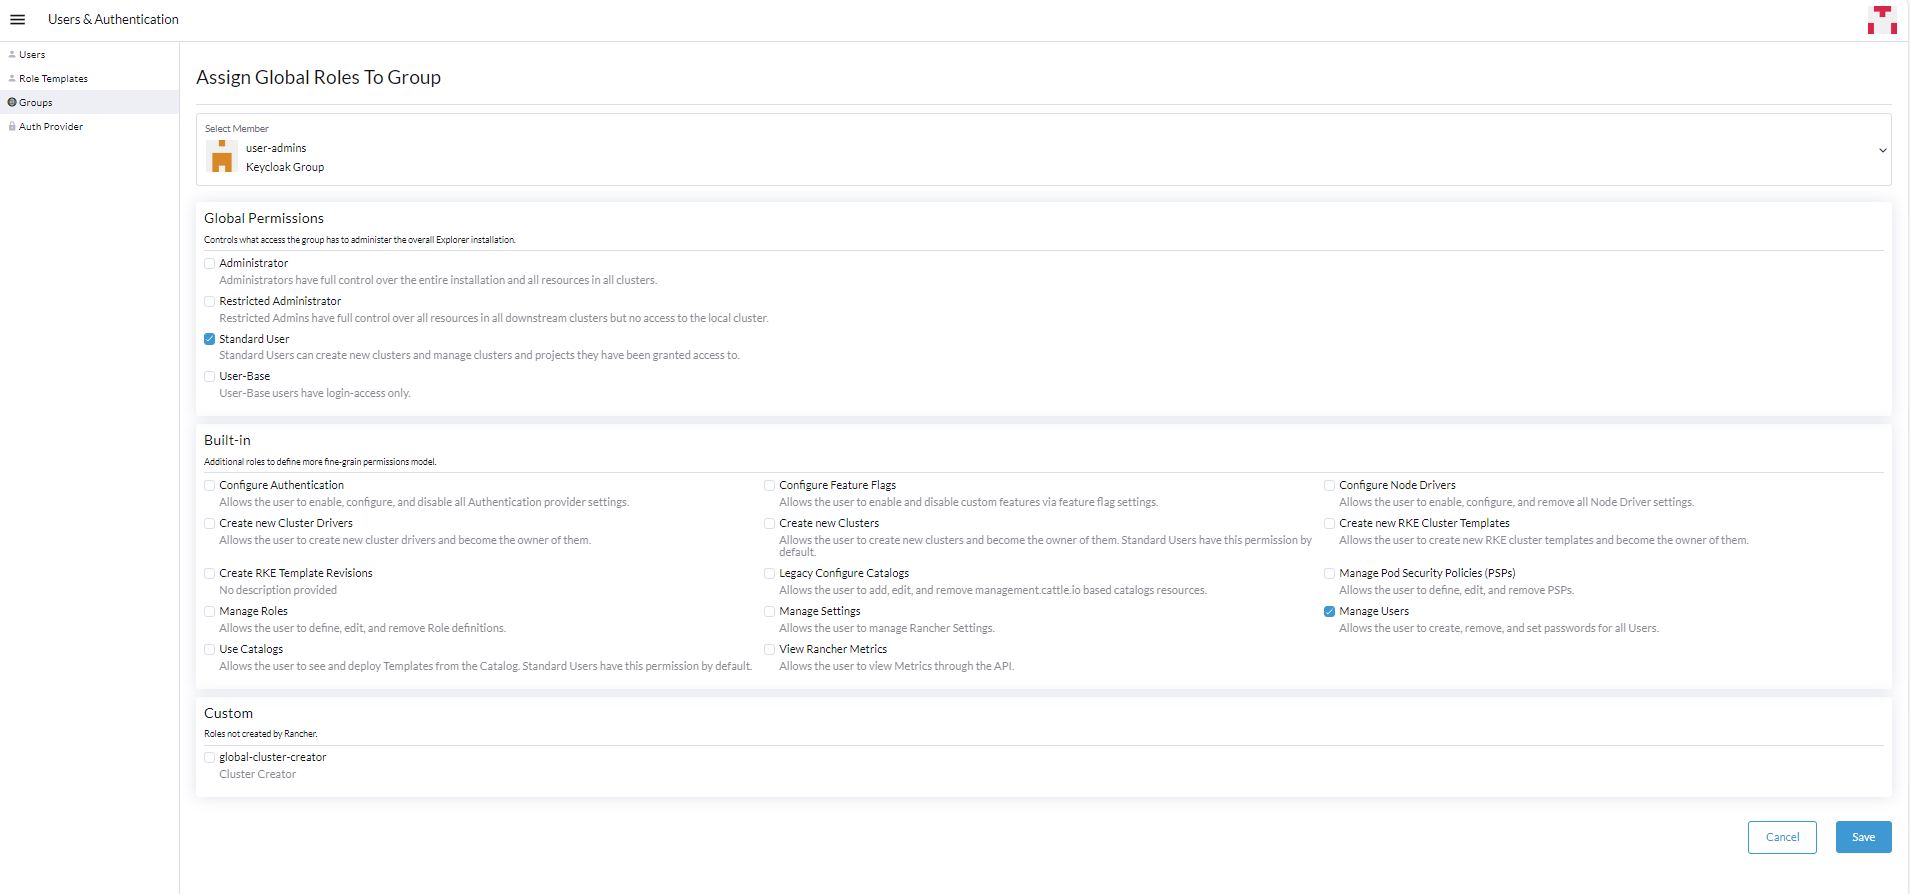 Users & Authentication
Users
Role Templates
Groups
Auth Provider
Assign Global Roles To Group
Select Member
user-admins
Keycloak Group
Global Permissions
Controls what access the group has to administer the overall Explorer installation.
Administrator
Administrators have full control over the entire installation and all resources in all clusters.
Restricted Administrator
Restricted Admins have full control over all resources in all downstream clusters but no access to the local cluster.
Standard User
Standard Users can create new clusters and manage clusters and projects they have been granted access to.
User-Base
User-Base users have login-access only.
Built-in
Additional roles to define more fine-grain permissions model.
Configure Authentication
Allows the user to enable, configure, and disable all Authentication provider settings.
Configure Feature Flags
Allows the user to enable and disable custom features via feature flag settings.
Configure Node Drivers
Allows the user to enable, configure, and remove all Node Driver settings.
Create new Cluster Drivers
Allows the user to create new cluster drivers and become the owner of them.
Create new Clusters
Allows the user to create new clusters and become the owner of them. Standard Users have this permission by
default.
Create new RKE Cluster Templates
Allows the user to create new RKE cluster templates and become the owner of them.
Create RKE Template Revisions
No description provided
Legacy Configure Catalogs
Allows the user to add, edit, and remove management.cattle.io based catalogs resources.
Manage Pod Security Policies (PSPs)
Allows the user to define, edit, and remove PSPs.
Manage Roles
Allows the user to define, edit, and remove Role definitions.
Manage Settings
Allows the user to manage Rancher Settings.
Manage Users
Allows the user to create, remove, and set passwords for all Users.
Use Catalogs
Allows the user to see and deploy Templates from the Catalog. Standard Users have this permission by default.
View Rancher Metrics
Allows the user to view Metrics through the API.
Custom
Roles not created by Rancher.
global-cluster-creator
Cluster Creator
Cancel
Save